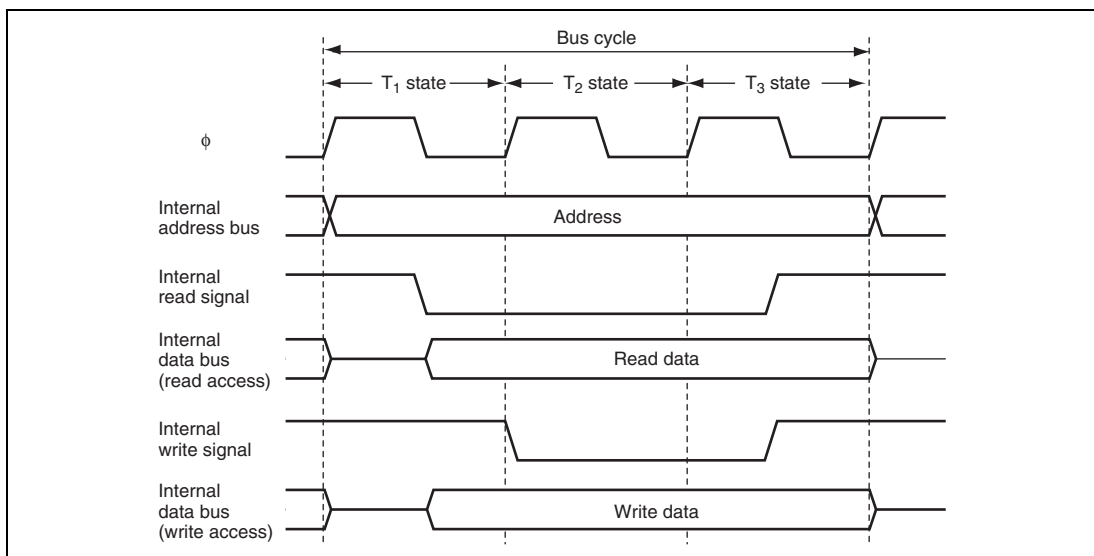 Bus cycle
T₁ state
T₂ state
T₃ state
ϕ
Internal
address bus
Address
Internal
read signal
Internal
data bus
(read access)
Read data
Internal
write signal
Internal
data bus
(write access)
Write data